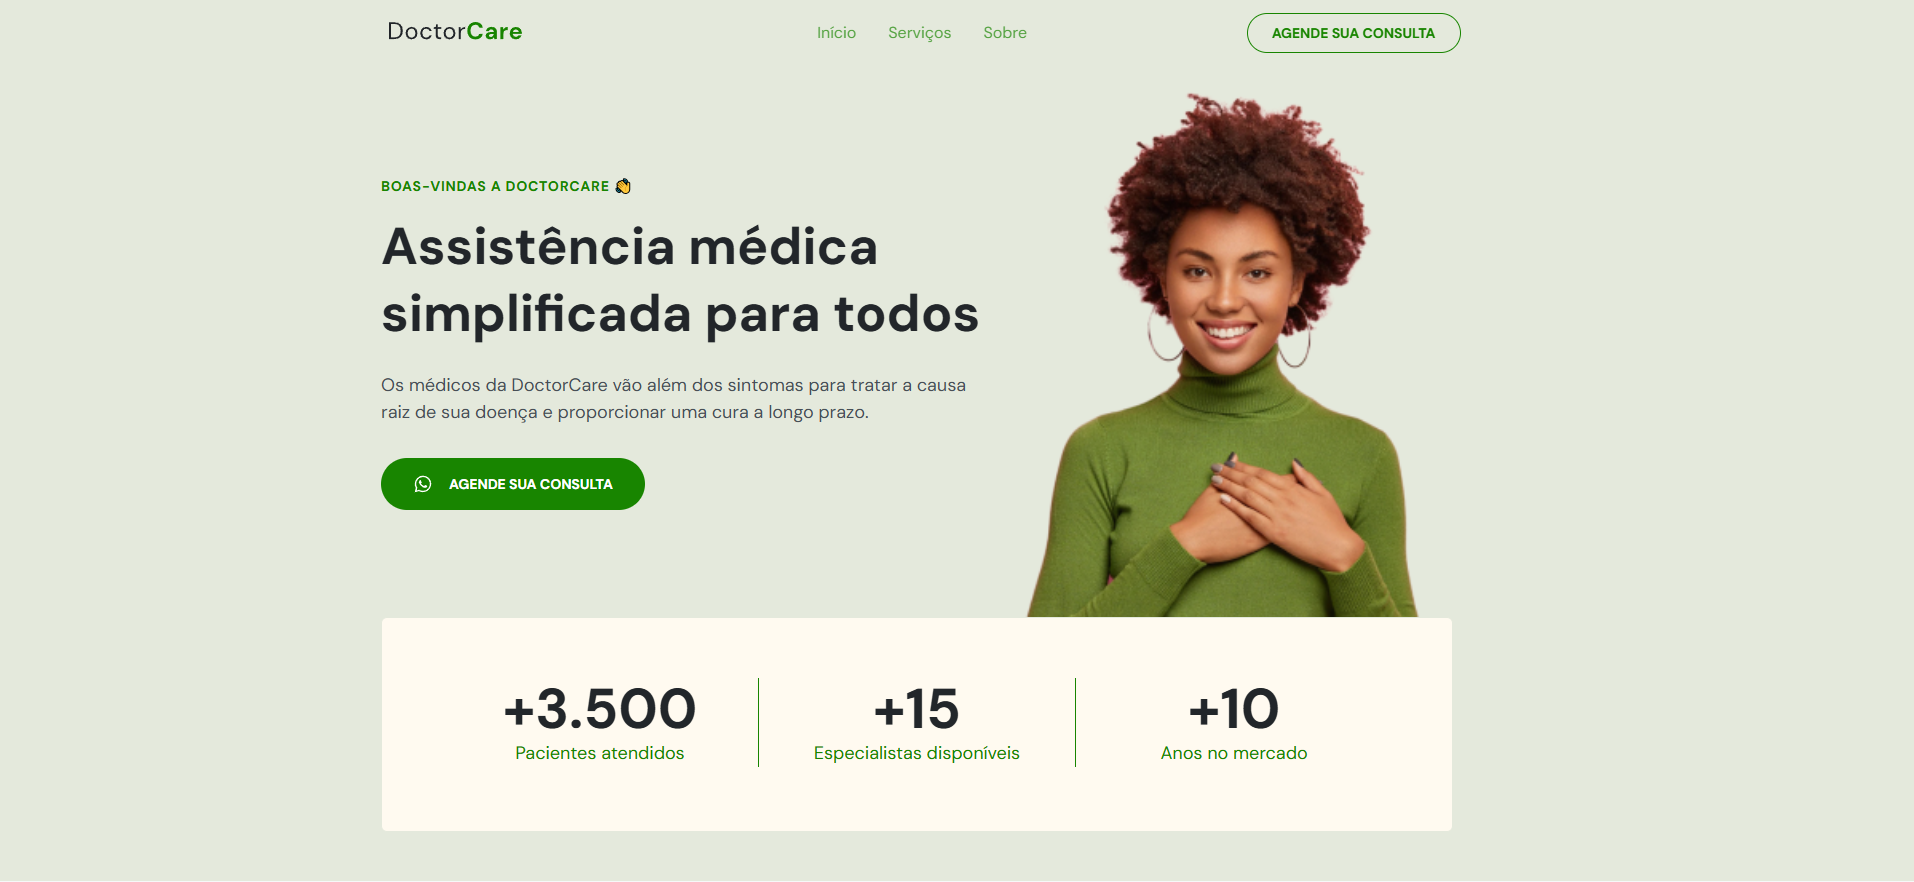 DoctorCare
Início
Serviços
Sobre
AGENDE SUA CONSULTA
BOAS-VINDAS A DOCTORCARE 👋
Assistência médica
simplificada para todos
Os médicos da DoctorCare vão além dos sintomas para tratar a causa
raiz de sua doença e proporcionar uma cura a longo prazo.
AGENDE SUA CONSULTA
+3.500
Pacientes atendidos
+15
Especialistas disponíveis
+10
Anos no mercado